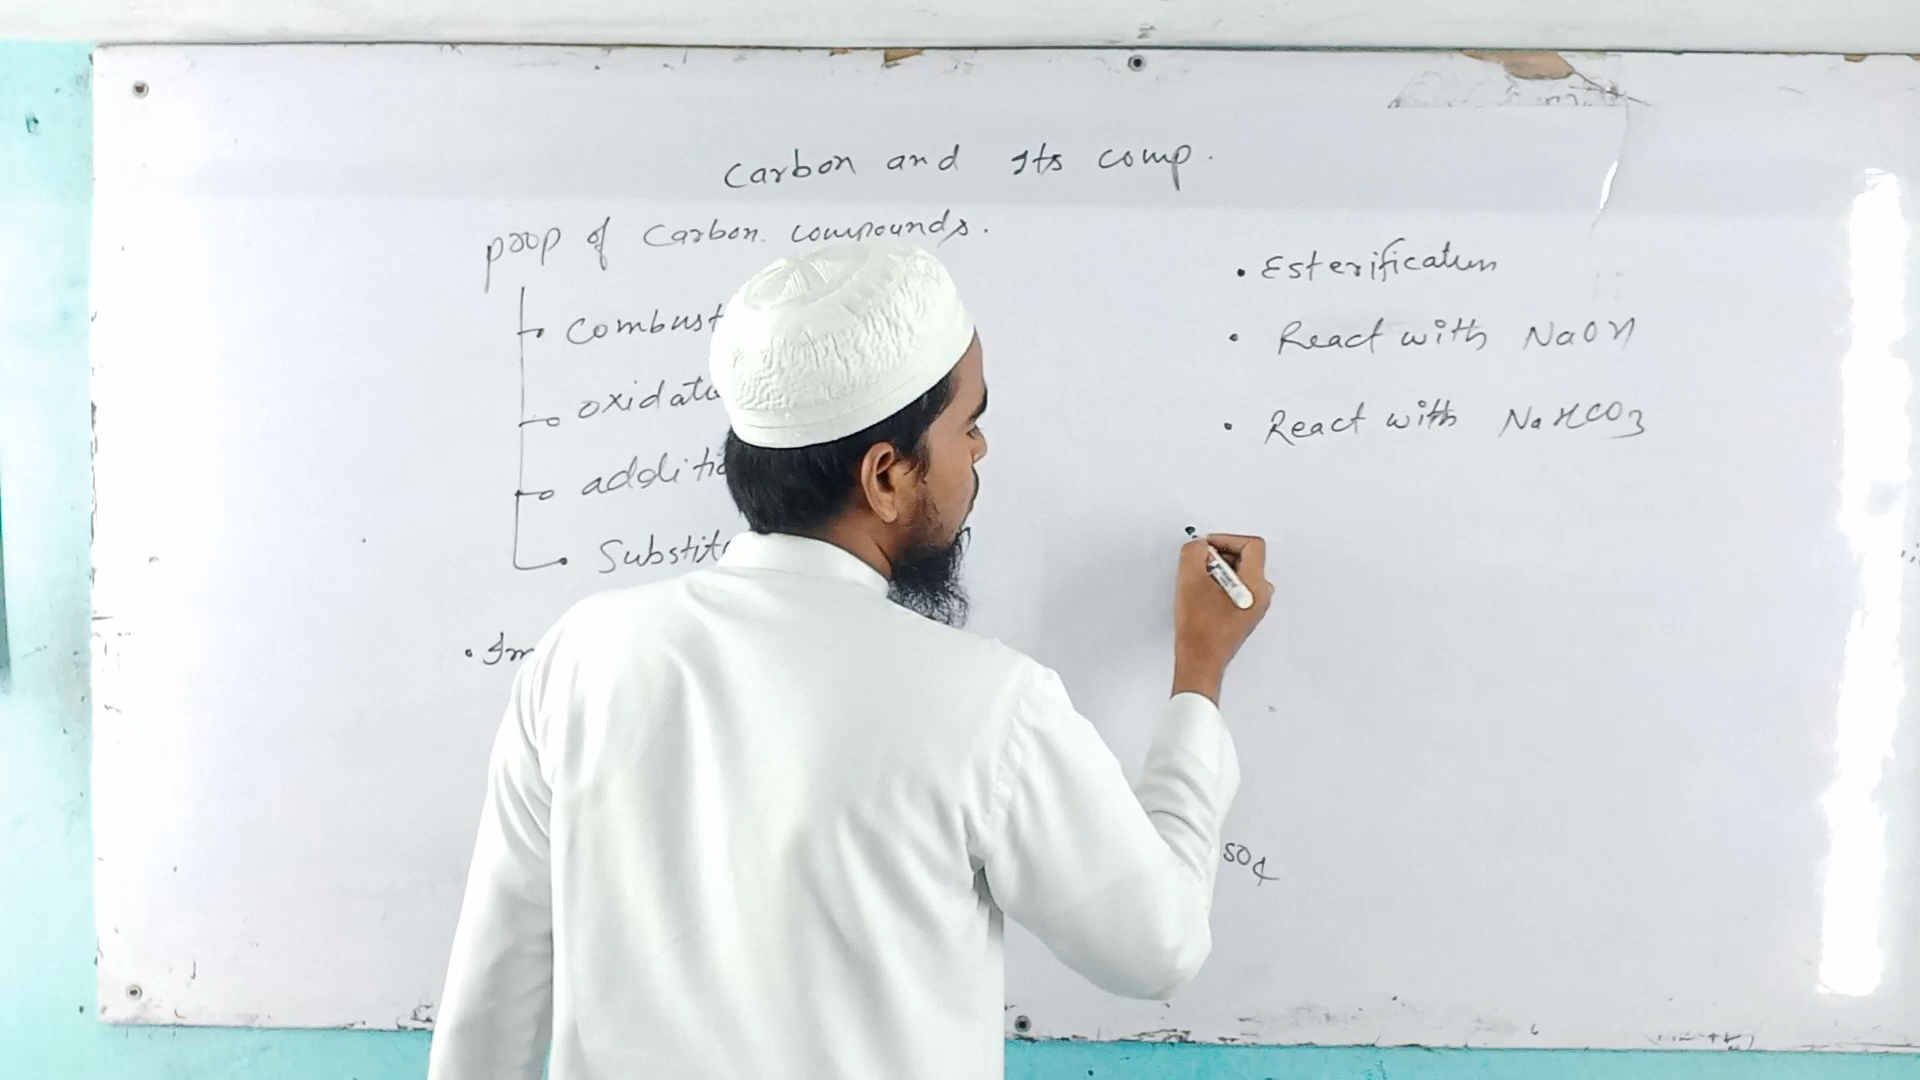 Carbon and Its comp.
prop of Carbon compounds.
combust
oxidat
additio
Substit
• Im
• Esterification
• React with NaOH
• React with NaHCO3
SO4